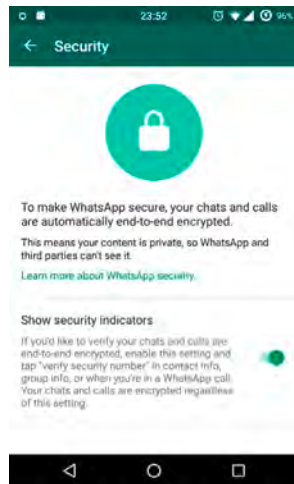 23:52 96%
Security
To make WhatsApp secure, your chats and calls
are automatically end-to-end encrypted.
This means your content is private, so WhatsApp and
third parties can't see it.
Learn more about WhatsApp security.
Show security indicators
If you'd like to verify your chats and calls are
end-to-end encrypted, enable this setting and
tap "verify security number" in contact info,
group info, or when you're in a WhatsApp call.
Your chats and calls are encrypted regardless
of this setting.